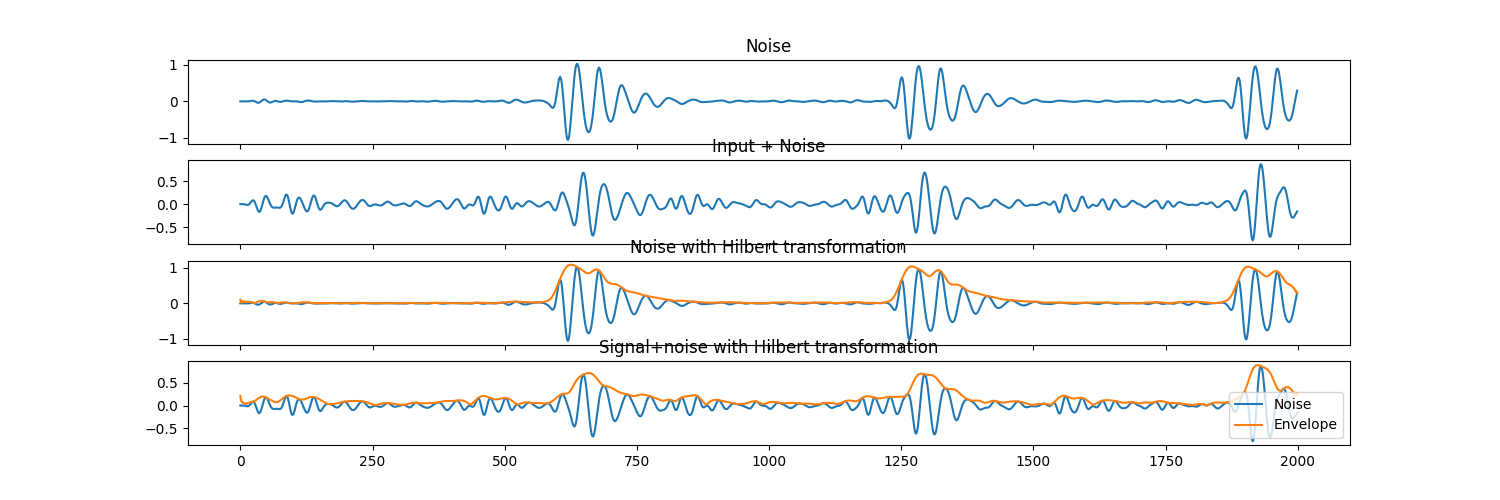 Noise
1
0
−1
Input + Noise
0.5
0.0
−0.5
Noise with Hilbert transformation
1
0
−1
Signal+noise with Hilbert transformation
0.5
0.0
−0.5
Noise
Envelope
0 250 500 750 1000 1250 1500 1750 2000